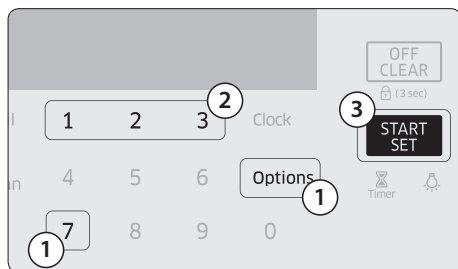 OFF
CLEAR
(3 sec)
2
3
1 2 3 Clock
START
SET
4 5 6 Options
1
Timer
7 8 9 0
1